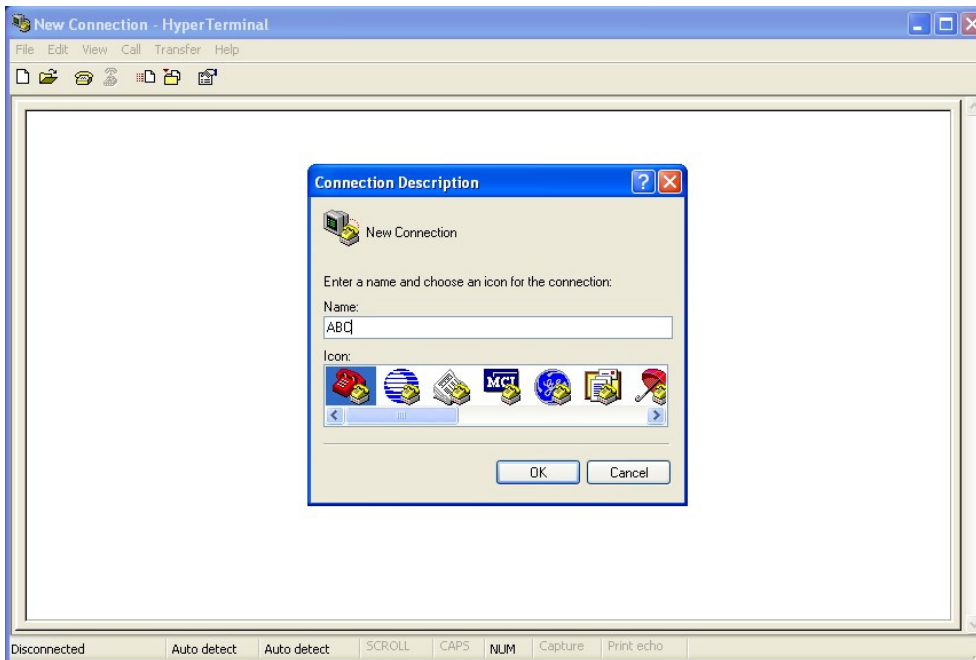 New Connection - HyperTerminal
File Edit View Call Transfer Help
Connection Description
New Connection
Enter a name and choose an icon for the connection:
Name:
ABC
Icon:
MCI
OK Cancel
Disconnected Auto detect Auto detect SCROLL CAPS NUM Capture Print echo